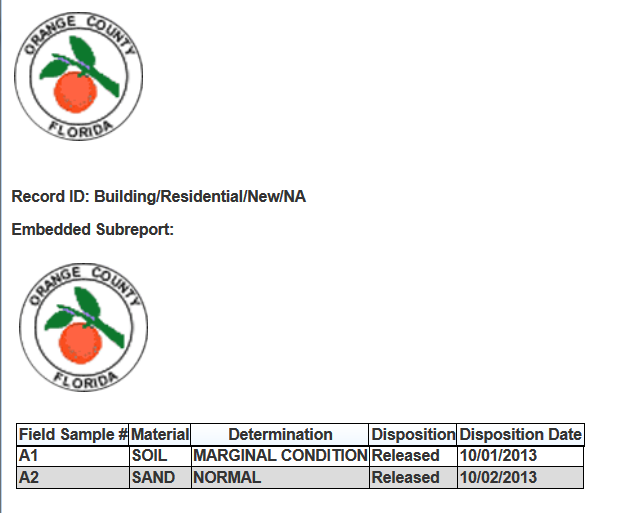 ORANGE COUNTY
FLORIDA
Record ID: Building/Residential/New/NA
Embedded Subreport:
ORANGE COUNTY
FLORIDA
Field Sample # Material Determination Disposition Disposition Date
A1 SOIL MARGINAL CONDITION Released 10/01/2013
A2 SAND NORMAL Released 10/02/2013